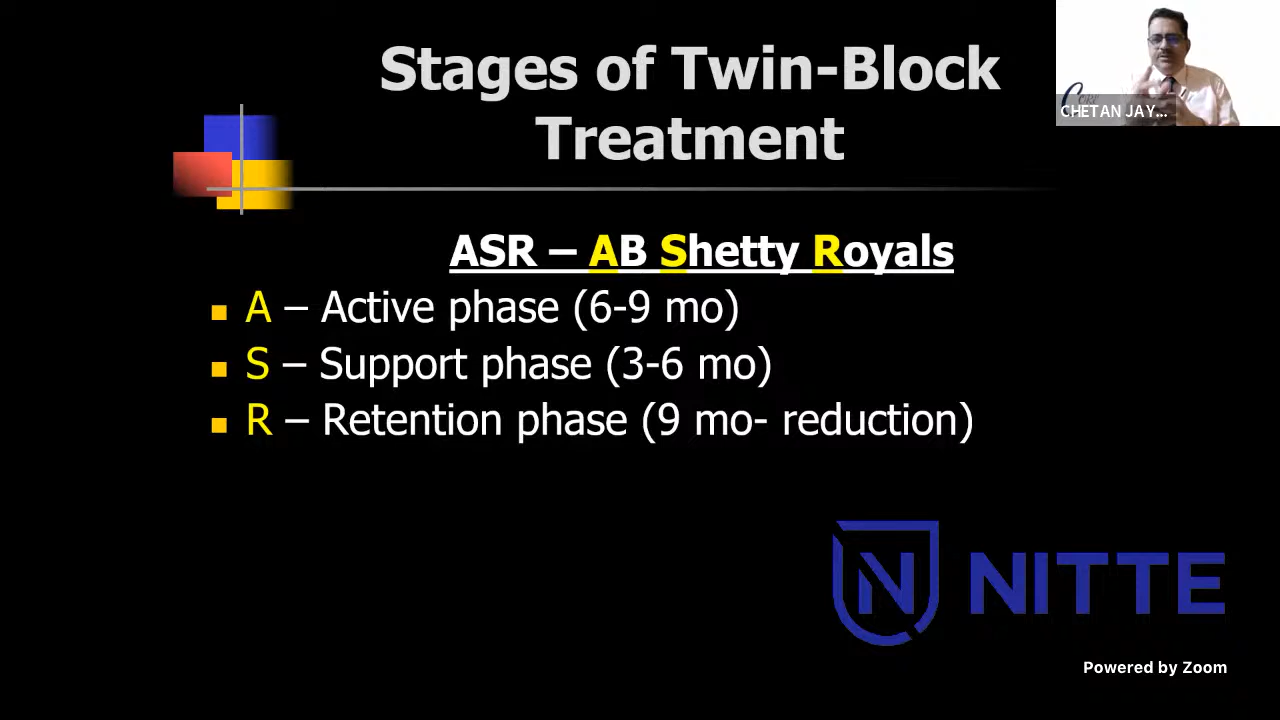 Stages of Twin-Block
Treatment
CHETAN JAY...
ASR – AB Shetty Royals
A – Active phase (6-9 mo)
S – Support phase (3-6 mo)
R – Retention phase (9 mo- reduction)
N NITTE
Powered by Zoom